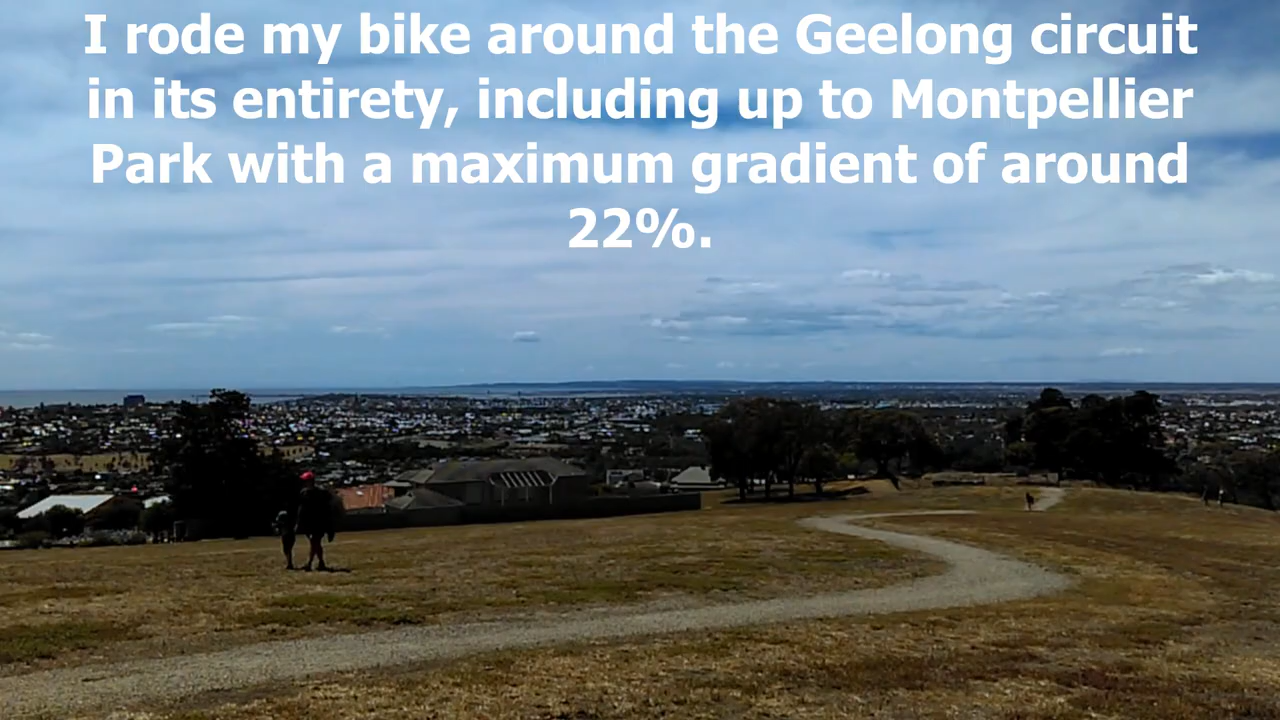 I rode my bike around the Geelong circuit
in its entirety, including up to Montpellier
Park with a maximum gradient of around
22%.